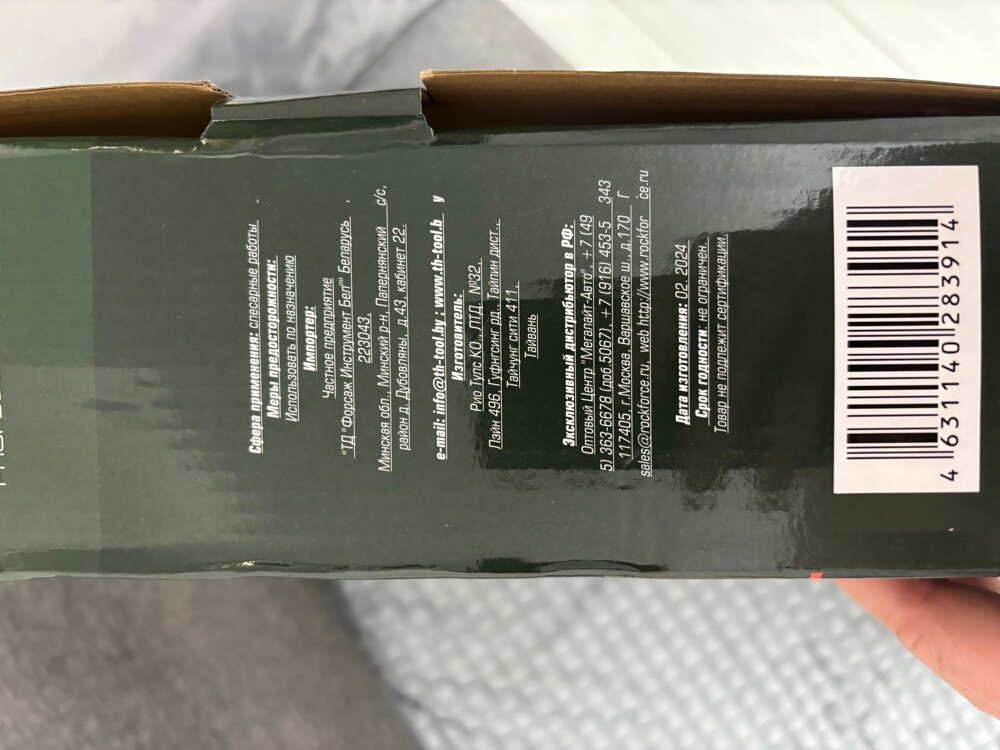 Сфера применения: слесарные работы .
Меры предосторожности:
Использовать по назначению
Импортер:
Частное предприятие
"ТД "Форсаж Инструмент Бел"" Беларусь ,
223043,
Минская обл., Минский р-н, Папернянский с/с,
район д. Дубовляны, д.43, кабинет 22.
e-mail: info@th-tool.by ; www.th-tool.b y
Изготовитель:
Рио Тулс КО., ЛТД. №32,
Лэйн 486, Гуфнгсин рд., Тайпин дист.,
Тайчунг сити 411,
Тайвань
Эксклюзивный дистрибьютор в РФ:
Оптовый Центр "Мегалайт-Авто", +7 (49
5) 363-6678 (доб.5067), +7 (916) 453-5 343
117405, г.Москва, Варшавское ш., д.170 Г
sales@rockforce.ru, web http://www.rockfor ce.ru
Дата изготовления: 02. 2024
Срок годности: не ограничен.
Товар не подлежит сертификации.
4 631140 283914